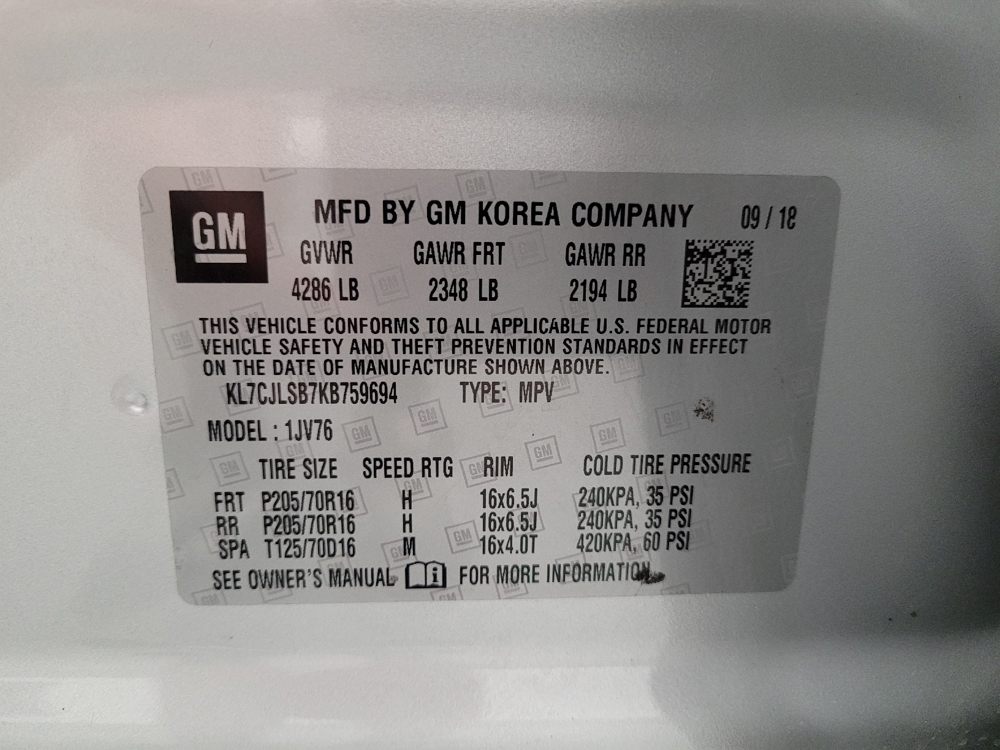 GM MFD BY GM KOREA COMPANY 09 / 18
GVWR GAWR FRT GAWR RR
4286 LB 2348 LB 2194 LB
THIS VEHICLE CONFORMS TO ALL APPLICABLE U.S. FEDERAL MOTOR
VEHICLE SAFETY AND THEFT PREVENTION STANDARDS IN EFFECT
ON THE DATE OF MANUFACTURE SHOWN ABOVE.
KL7CJLSB7KB759694 TYPE: MPV
MODEL : 1JV76
TIRE SIZE SPEED RTG RIM COLD TIRE PRESSURE
FRT P205/70R16 H 16x6.5J 240KPA, 35 PSI
RR P205/70R16 H 16x6.5J 240KPA, 35 PSI
SPA T125/70D16 M 16x4.0T 420KPA, 60 PSI
SEE OWNER'S MANUAL FOR MORE INFORMATION